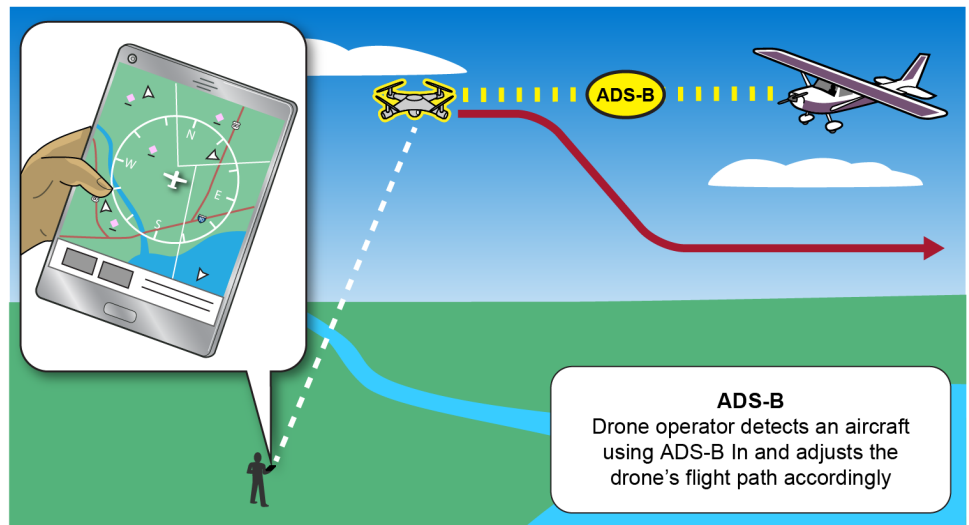 ADS-B
N
W
E
S
ADS-B
Drone operator detects an aircraft
using ADS-B In and adjusts the
drone's flight path accordingly